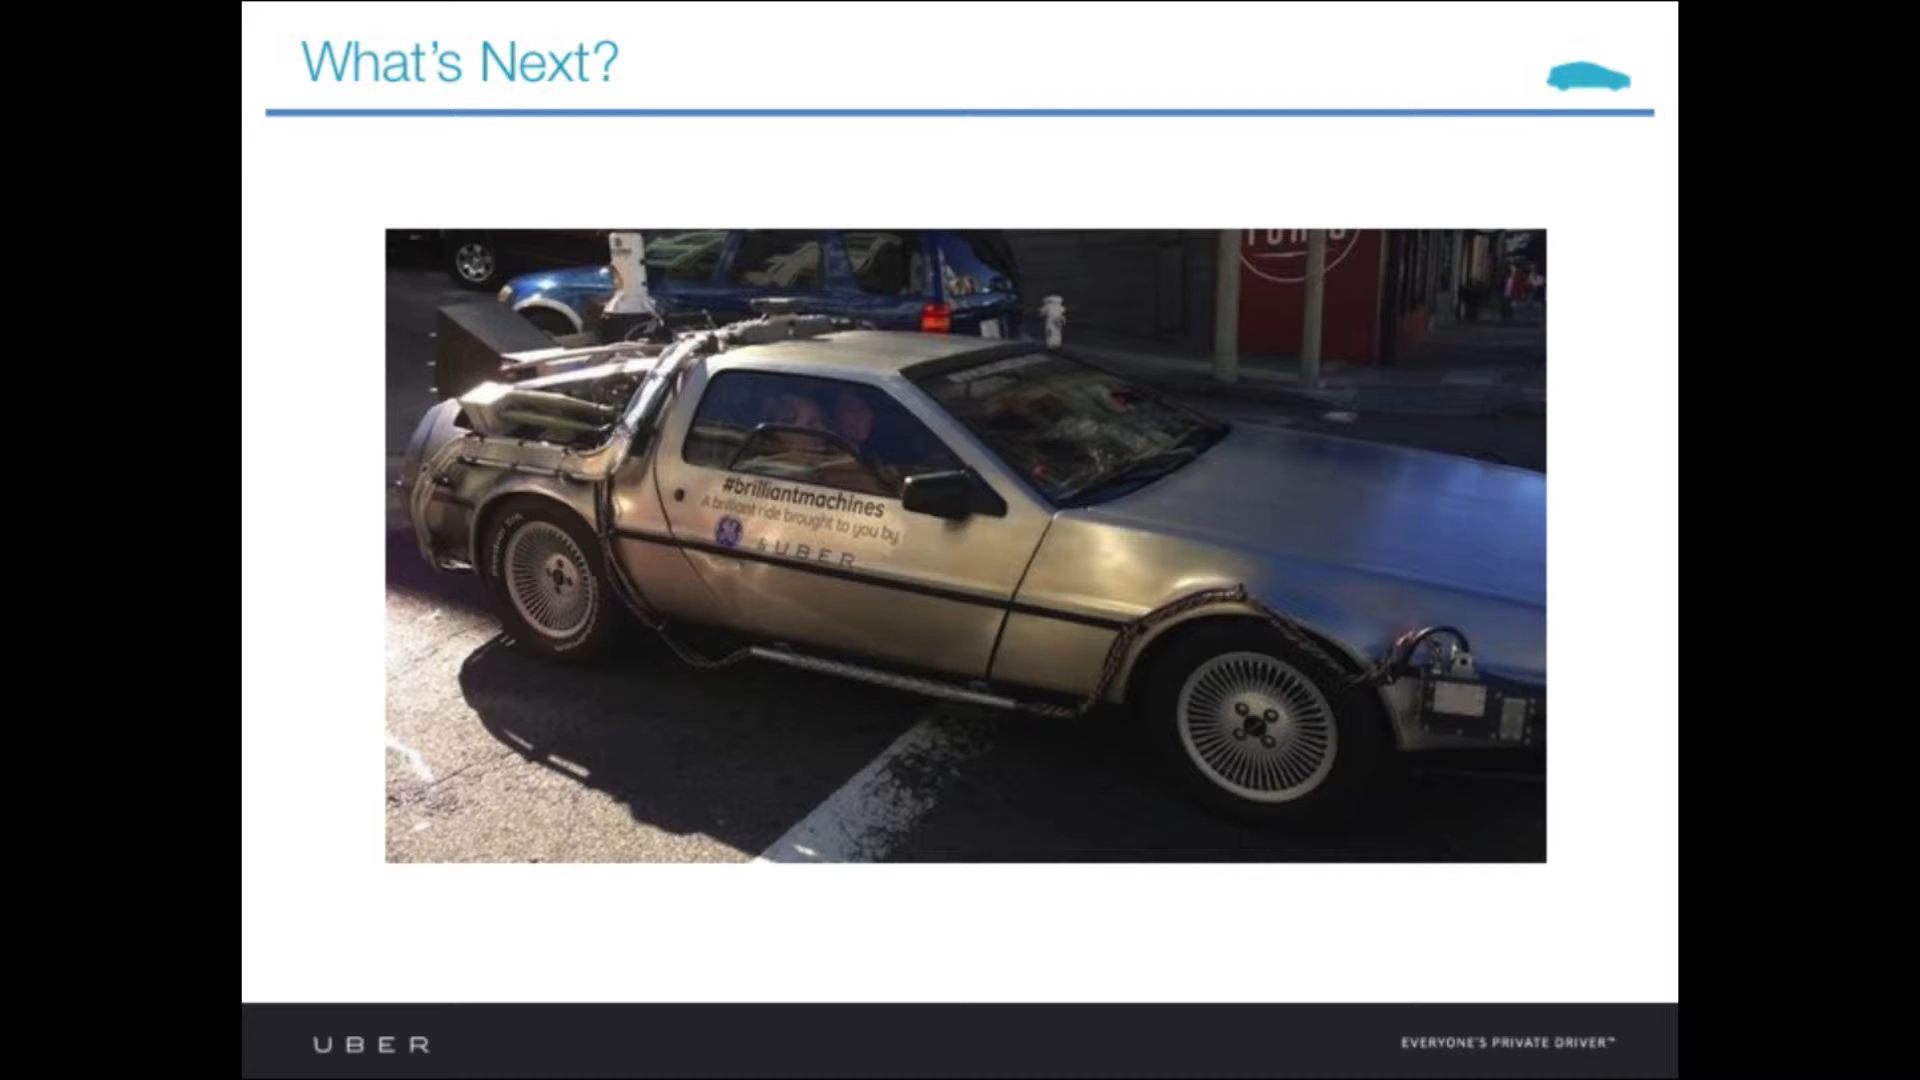 What's Next?
#brilliantmachines
A brilliant ride brought to you by
& UBER
UBER
EVERYONE'S PRIVATE DRIVER™